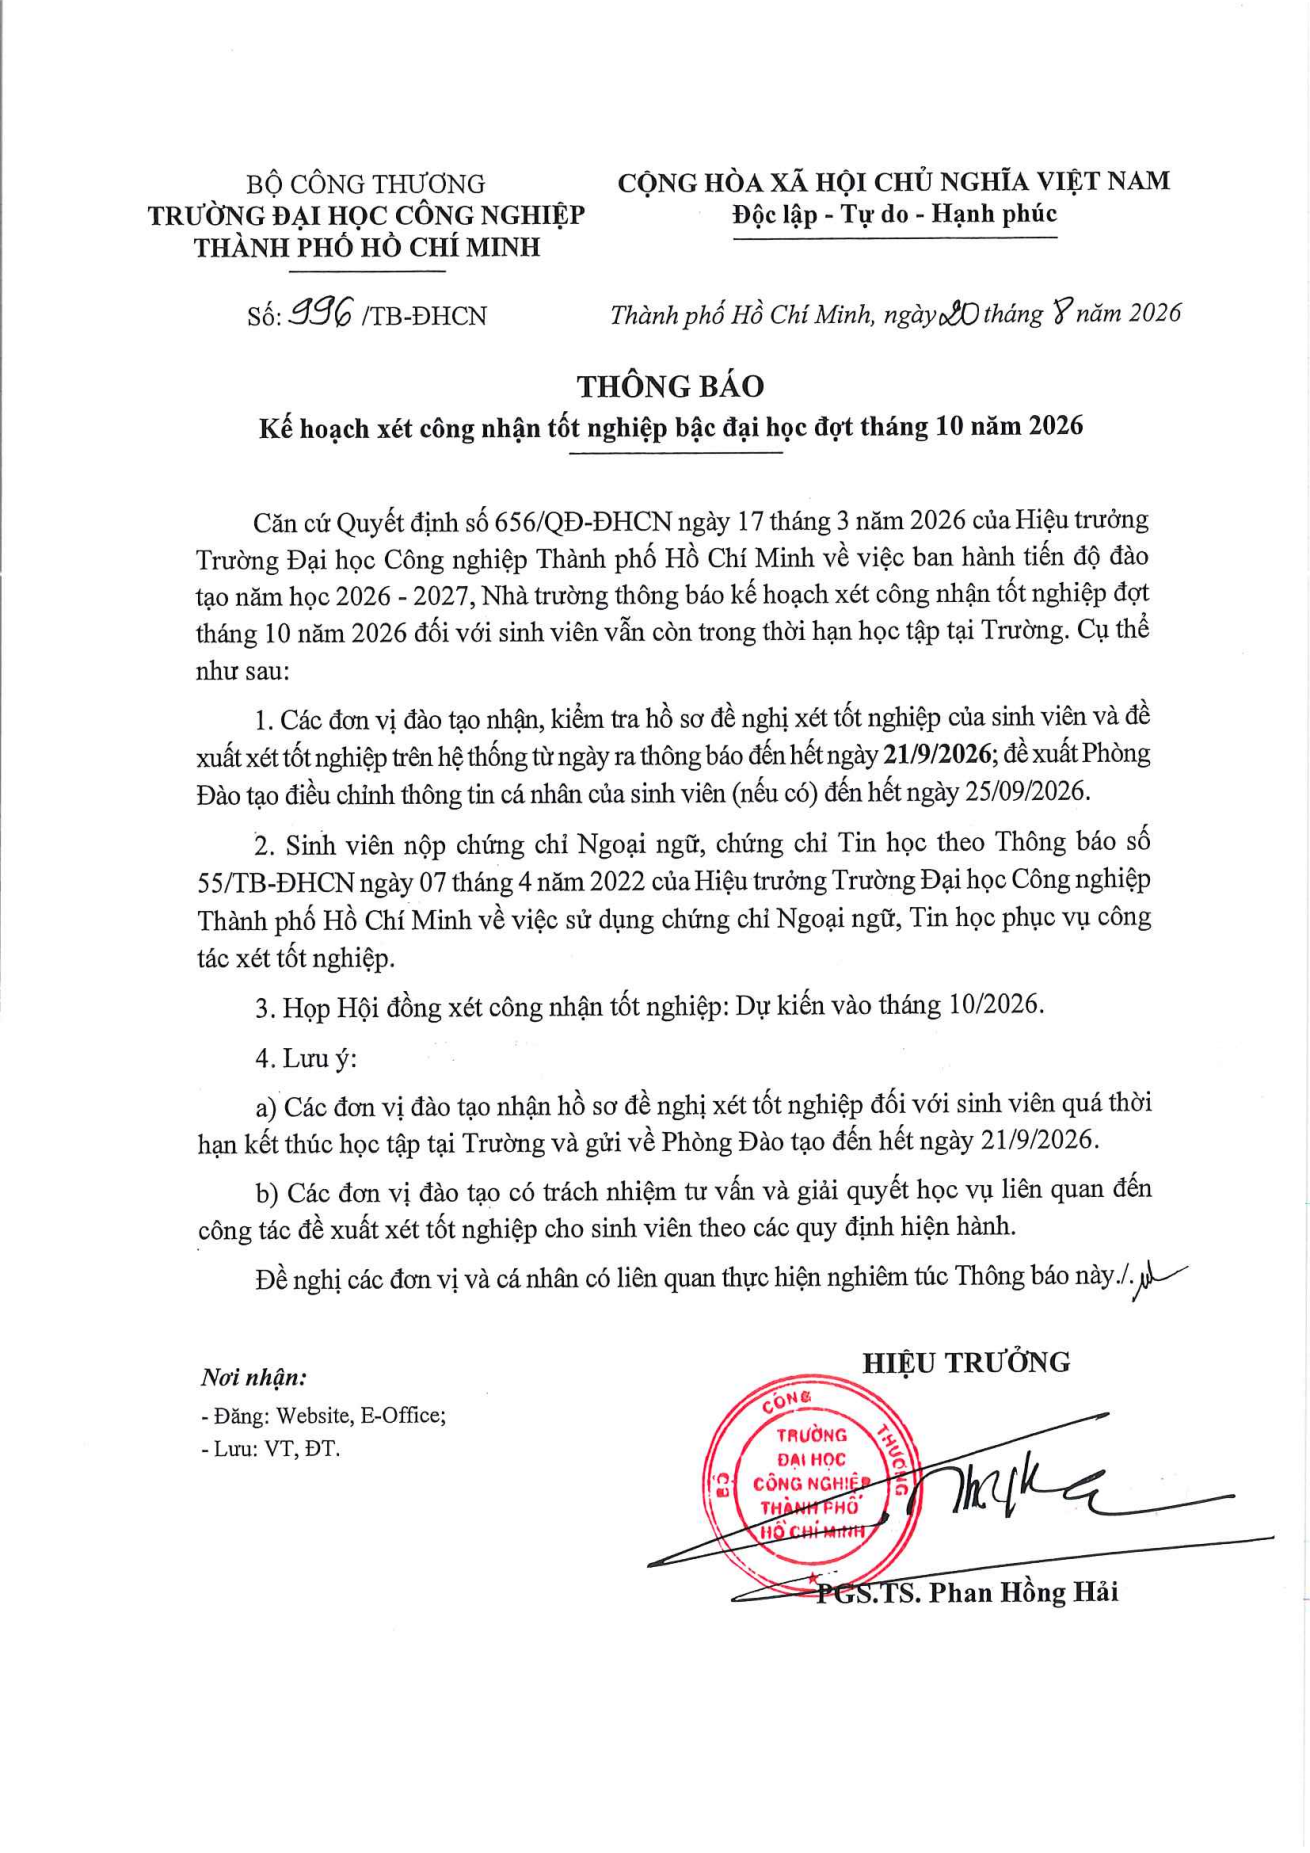 BỘ CÔNG THƯƠNG
TRƯỜNG ĐẠI HỌC CÔNG NGHIỆP
THÀNH PHỐ HỒ CHÍ MINH
CỘNG HÒA XÃ HỘI CHỦ NGHĨA VIỆT NAM
Độc lập - Tự do - Hạnh phúc
Số: 996 /TB-ĐHCN
Thành phố Hồ Chí Minh, ngày 20 tháng 8 năm 2026
THÔNG BÁO
Kế hoạch xét công nhận tốt nghiệp bậc đại học đợt tháng 10 năm 2026
Căn cứ Quyết định số 656/QĐ-ĐHCN ngày 17 tháng 3 năm 2026 của Hiệu trưởng
Trường Đại học Công nghiệp Thành phố Hồ Chí Minh về việc ban hành tiến độ đào
tạo năm học 2026 - 2027, Nhà trường thông báo kế hoạch xét công nhận tốt nghiệp đợt
tháng 10 năm 2026 đối với sinh viên vẫn còn trong thời hạn học tập tại Trường. Cụ thể
như sau:
1. Các đơn vị đào tạo nhận, kiểm tra hồ sơ đề nghị xét tốt nghiệp của sinh viên và đề
xuất xét tốt nghiệp trên hệ thống từ ngày ra thông báo đến hết ngày 21/9/2026; đề xuất Phòng
Đào tạo điều chỉnh thông tin cá nhân của sinh viên (nếu có) đến hết ngày 25/09/2026.
2. Sinh viên nộp chứng chỉ Ngoại ngữ, chứng chỉ Tin học theo Thông báo số
55/TB-ĐHCN ngày 07 tháng 4 năm 2022 của Hiệu trưởng Trường Đại học Công nghiệp
Thành phố Hồ Chí Minh về việc sử dụng chứng chỉ Ngoại ngữ, Tin học phục vụ công
tác xét tốt nghiệp.
3. Họp Hội đồng xét công nhận tốt nghiệp: Dự kiến vào tháng 10/2026.
4. Lưu ý:
a) Các đơn vị đào tạo nhận hồ sơ đề nghị xét tốt nghiệp đối với sinh viên quá thời
hạn kết thúc học tập tại Trường và gửi về Phòng Đào tạo đến hết ngày 21/9/2026.
b) Các đơn vị đào tạo có trách nhiệm tư vấn và giải quyết học vụ liên quan đến
công tác đề xuất xét tốt nghiệp cho sinh viên theo các quy định hiện hành.
Đề nghị các đơn vị và cá nhân có liên quan thực hiện nghiêm túc Thông báo này./.
Nơi nhận:
- Đăng: Website, E-Office;
- Lưu: VT, ĐT.
HIỆU TRƯỞNG
BỘ CÔNG THƯƠNG
TRƯỜNG
ĐẠI HỌC
CÔNG NGHIỆP
THÀNH PHỐ
HỒ CHÍ MINH
PGS.TS. Phan Hồng Hải